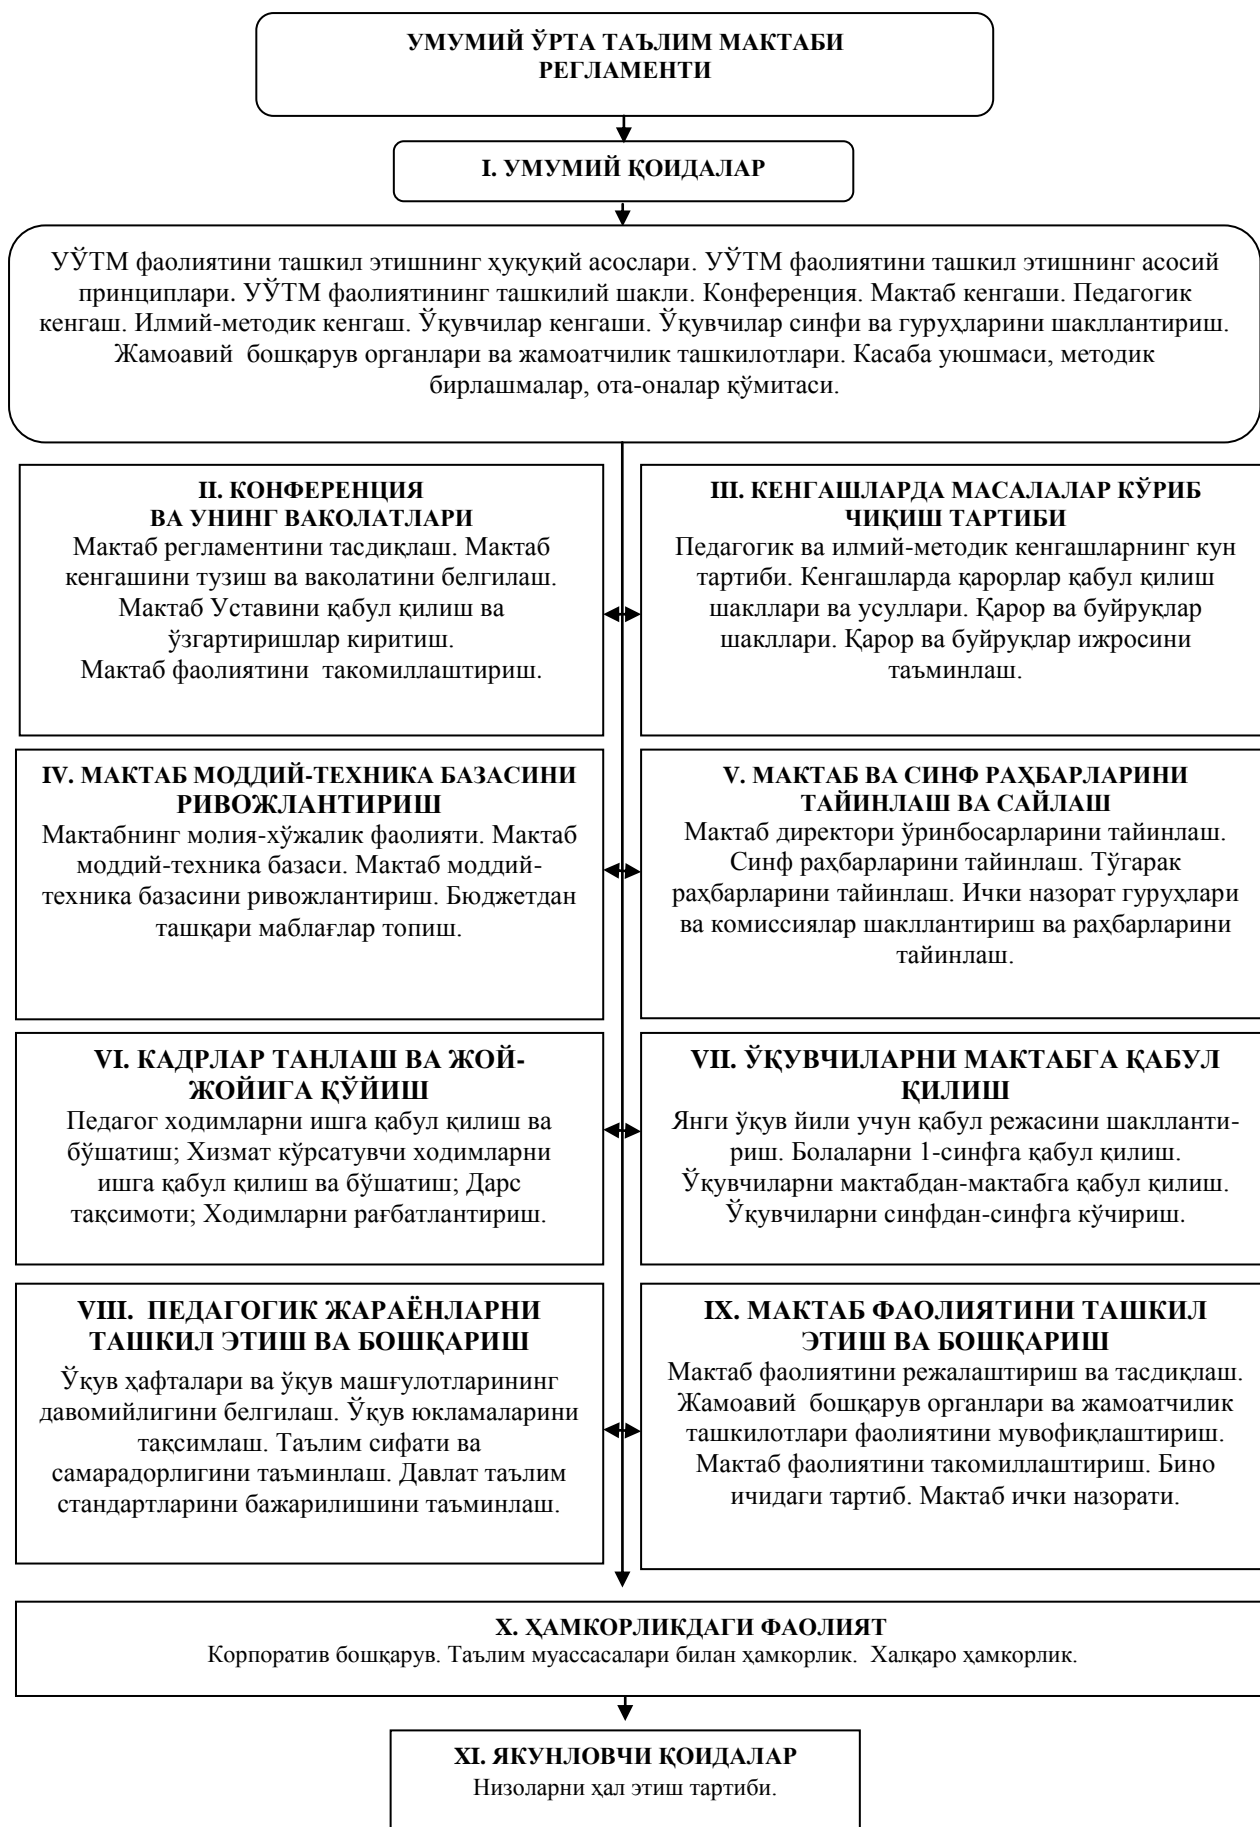 УМУМИЙ ЎРТА ТАЪЛИМ МАКТАБИ
РЕГЛАМЕНТИ
I. УМУМИЙ ҚОИДАЛАР
УЎТМ фаолиятини ташкил этишнинг ҳуқуқий асослари. УЎТМ фаолиятини ташкил этишнинг асосий
принциплари. УЎТМ фаолиятининг ташкилий шакли. Конференция. Мактаб кенгаши. Педагогик
кенгаш. Илмий-методик кенгаш. Ўқувчилар кенгаши. Ўқувчилар синфи ва гуруҳларини шакллантириш.
Жамоавий бошқарув органлари ва жамоатчилик ташкилотлари. Касаба уюшмаси, методик
бирлашмалар, ота-оналар қўмитаси.
II. КОНФЕРЕНЦИЯ
ВА УНИНГ ВАКОЛАТЛАРИ
Мактаб регламентини тасдиқлаш. Мактаб
кенгашини тузиш ва ваколатини белгилаш.
Мактаб Уставини қабул қилиш ва
ўзгартиришлар киритиш.
Мактаб фаолиятини такомиллаштириш.
III. КЕНГАШЛАРДА МАСАЛАЛАР КЎРИБ
ЧИҚИШ ТАРТИБИ
Педагогик ва илмий-методик кенгашларнинг кун
тартиби. Кенгашларда қарорлар қабул қилиш
шакллари ва усуллари. Қарор ва буйруқлар
шакллари. Қарор ва буйруқлар ижросини
таъминлаш.
IV. МАКТАБ МОДДИЙ-ТЕХНИКА БАЗАСИНИ
РИВОЖЛАНТИРИШ
Мактабнинг молия-хўжалик фаолияти. Мактаб
моддий-техника базаси. Мактаб моддий-
техника базасини ривожлантириш. Бюджетдан
ташқари маблағлар топиш.
V. МАКТАБ ВА СИНФ РАҲБАРЛАРИНИ
ТАЙИНЛАШ ВА САЙЛАШ
Мактаб директори ўринбосарларини тайинлаш.
Синф раҳбарларини тайинлаш. Тўгарак
раҳбарларини тайинлаш. Ички назорат гуруҳлари
ва комиссиялар шакллантириш ва раҳбарларини
тайинлаш.
VI. КАДРЛАР ТАНЛАШ ВА ЖОЙ-
ЖОЙИГА ҚЎЙИШ
Педагог ходимларни ишга қабул қилиш ва
бўшатиш; Хизмат кўрсатувчи ходимларни
ишга қабул қилиш ва бўшатиш; Дарс
тақсимоти; Ходимларни рағбатлантириш.
VII. ЎҚУВЧИЛАРНИ МАКТАБГА ҚАБУЛ
ҚИЛИШ
Янги ўқув йили учун қабул режасини шакллантиF-
риш. Болаларни 1-синфга қабул қилиш.
Ўқувчиларни мактабдан-мактабга қабул қилиш.
Ўқувчиларни синфдан-синфга кўчириш.
VIII. ПЕДАГОГИК ЖАРАЁНЛАРНИ
ТАШКИЛ ЭТИШ ВА БОШҚАРИШ
Ўқув ҳафталари ва ўқув машғулотларининг
давомийлигини белгилаш. Ўқув юкламаларини
тақсимлаш. Таълим сифати ва
самарадорлигини таъминлаш. Давлат таълим
стандартларини бажарилишини таъминлаш.
IX. МАКТАБ ФАОЛИЯТИНИ ТАШКИЛ
ЭТИШ ВА БОШҚАРИШ
Мактаб фаолиятини режалаштириш ва тасдиқлаш.
Жамоавий бошқарув органлари ва жамоатчилик
ташкилотлари фаолиятини мувофиқлаштириш.
Мактаб фаолиятини такомиллаштириш. Бино
ичидаги тартиб. Мактаб ички назорати.
X. ҲАМКОРЛИКДАГИ ФАОЛИЯТ
Корпоратив бошқарув. Таълим муассасалари билан ҳамкорлик. Халқаро ҳамкорлик.
XI. ЯКУНЛОВЧИ ҚОИДАЛАР
Низоларни ҳал этиш тартиби.